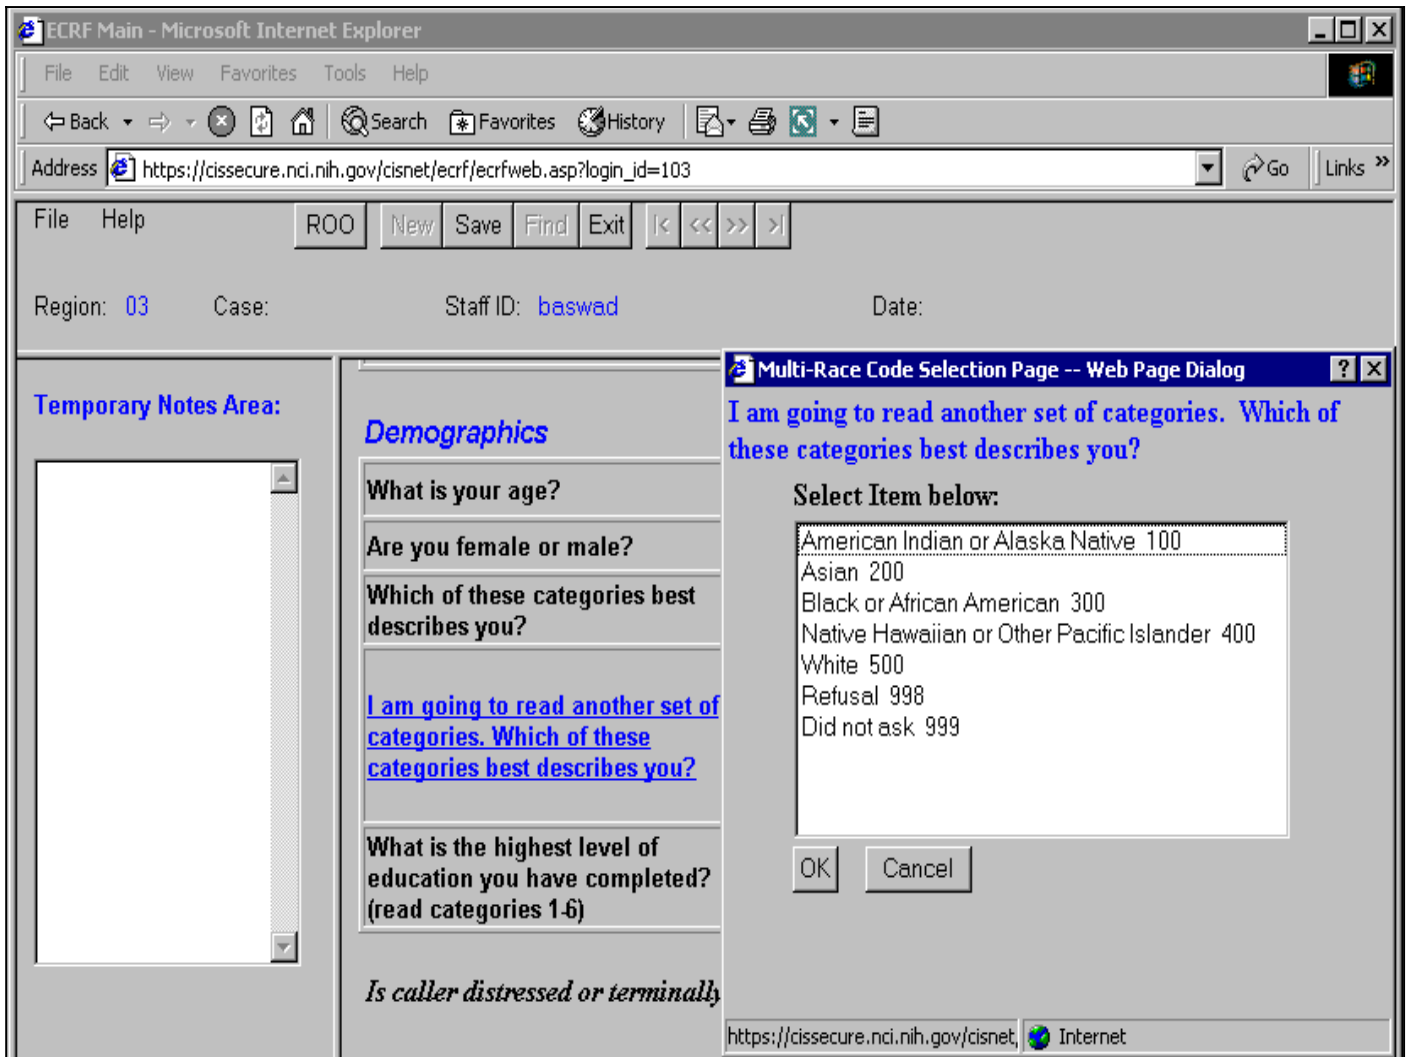 ECRF Main - Microsoft Internet Explorer
File Edit View Favorites Tools Help
Back Search Favorites History
Address https://cissecure.nci.nih.gov/cisnet/ecrf/ecrfweb.asp?login_id=103 Go Links »
File Help ROO New Save Find Exit |< << >> >|
Region: 03 Case: Staff ID: baswad Date:
Temporary Notes Area:
Demographics
What is your age?
Are you female or male?
Which of these categories best
describes you?
I am going to read another set of
categories. Which of these
categories best describes you?
What is the highest level of
education you have completed?
(read categories 1-6)
Is caller distressed or terminally
Multi-Race Code Selection Page -- Web Page Dialog
I am going to read another set of categories. Which of
these categories best describes you?
Select Item below:
American Indian or Alaska Native 100
Asian 200
Black or African American 300
Native Hawaiian or Other Pacific Islander 400
White 500
Refusal 998
Did not ask 999
OK Cancel
https://cissecure.nci.nih.gov/cisnet, Internet